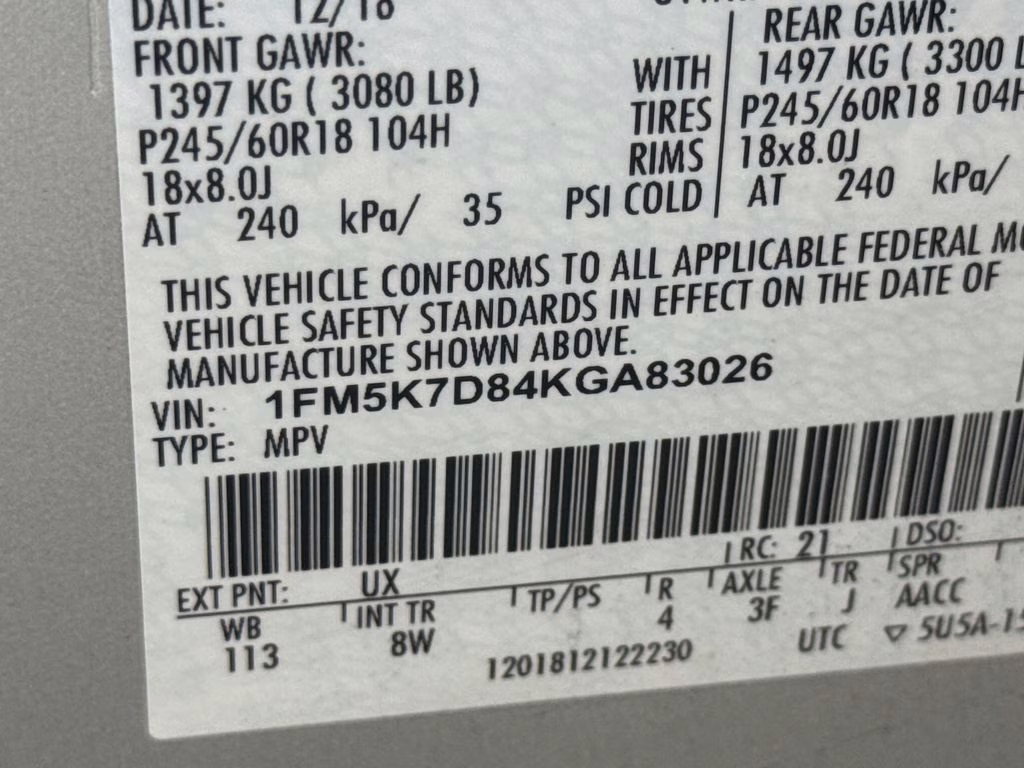 DATE: 12/18
FRONT GAWR:
1397 KG ( 3080 LB)
P245/60R18 104H
18x8.0J
AT 240 kPa/ 35 PSI COLD
WITH
TIRES
RIMS
REAR GAWR:
1497 KG ( 3300 L
P245/60R18 104H
18x8.0J
AT 240 kPa/
THIS VEHICLE CONFORMS TO ALL APPLICABLE FEDERAL MO
VEHICLE SAFETY STANDARDS IN EFFECT ON THE DATE OF
MANUFACTURE SHOWN ABOVE.
VIN: 1FM5K7D84KGA83026
TYPE: MPV
EXT PNT: UX RC: 21 DSO:
WB INT TR TP/PS R AXLE TR SPR
113 8W 4 3F J AACC
1201812122230 UTC ▽ 5U5A-15